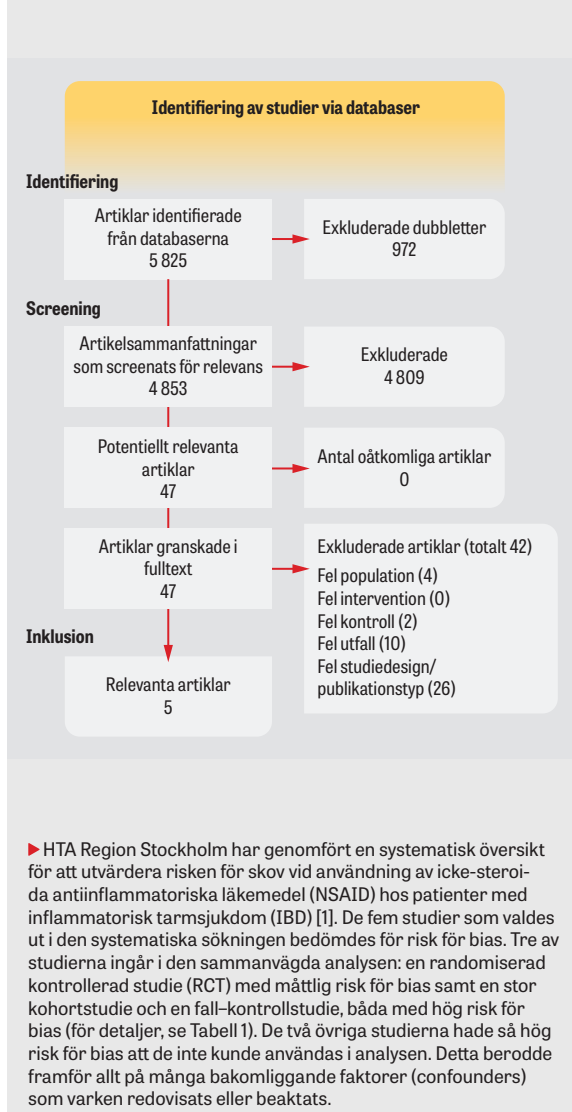 Identifiering av studier via databaser
Identifiering
Artiklar identifierade
från databaserna
5 825
Exkluderade dubbletter
972
Screening
Artikelsammanfattningar
som screenats för relevans
4 853
Exkluderade
4 809
Potentiellt relevanta
artiklar
47
Antal oåtkomliga artiklar
0
Artiklar granskade i
fulltext
47
Exkluderade artiklar (totalt 42)
Fel population (4)
Fel intervention (0)
Fel kontroll (2)
Fel utfall (10)
Fel studiedesign/
publikationstyp (26)
Inklusion
Relevanta artiklar
5
▶ HTA Region Stockholm har genomfört en systematisk översikt
för att utvärdera risken för skov vid användning av icke-steroi-
da antiinflammatoriska läkemedel (NSAID) hos patienter med
inflammatorisk tarmsjukdom (IBD) [1]. De fem studier som valdes
ut i den systematiska sökningen bedömdes för risk för bias. Tre av
studierna ingår i den sammanvägda analysen: en randomiserad
kontrollerad studie (RCT) med måttlig risk för bias samt en stor
kohortstudie och en fall–kontrollstudie, båda med hög risk för
bias (för detaljer, se Tabell 1). De två övriga studierna hade så hög
risk för bias att de inte kunde användas i analysen. Detta berodde
framför allt på många bakomliggande faktorer (confounders)
som varken redovisats eller beaktats.